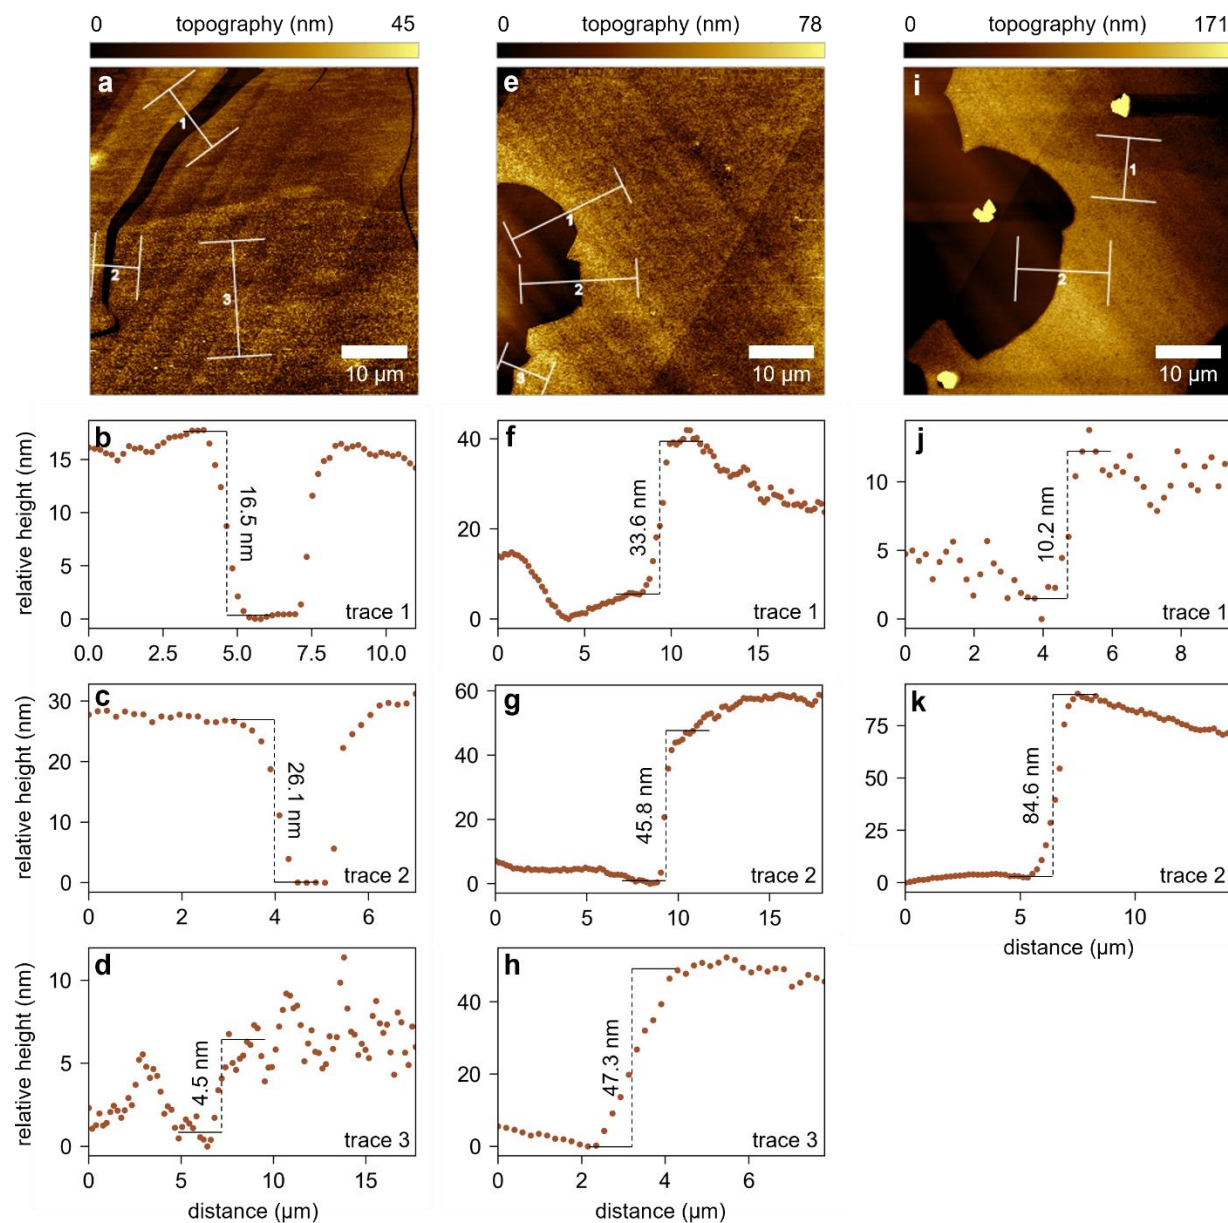 0 topography (nm) 45
0 topography (nm) 78
0 topography (nm) 171
a
1
2
3
10 µm
e
1
2
3
10 µm
i
1
2
10 µm
relative height (nm)
b
15
10
5
0
16.5 nm
trace 1
0.0 2.5 5.0 7.5 10.0
f
40
20
0
33.6 nm
trace 1
0 5 10 15
j
10
5
0
10.2 nm
trace 1
0 2 4 6 8
relative height (nm)
c
30
20
10
0
26.1 nm
trace 2
0 2 4 6
g
60
40
20
0
45.8 nm
trace 2
0 5 10 15
k
75
50
25
0
84.6 nm
trace 2
0 5 10
distance (µm)
relative height (nm)
d
10
5
0
4.5 nm
trace 3
0 5 10 15
distance (µm)
h
40
20
0
47.3 nm
trace 3
0 2 4 6
distance (µm)